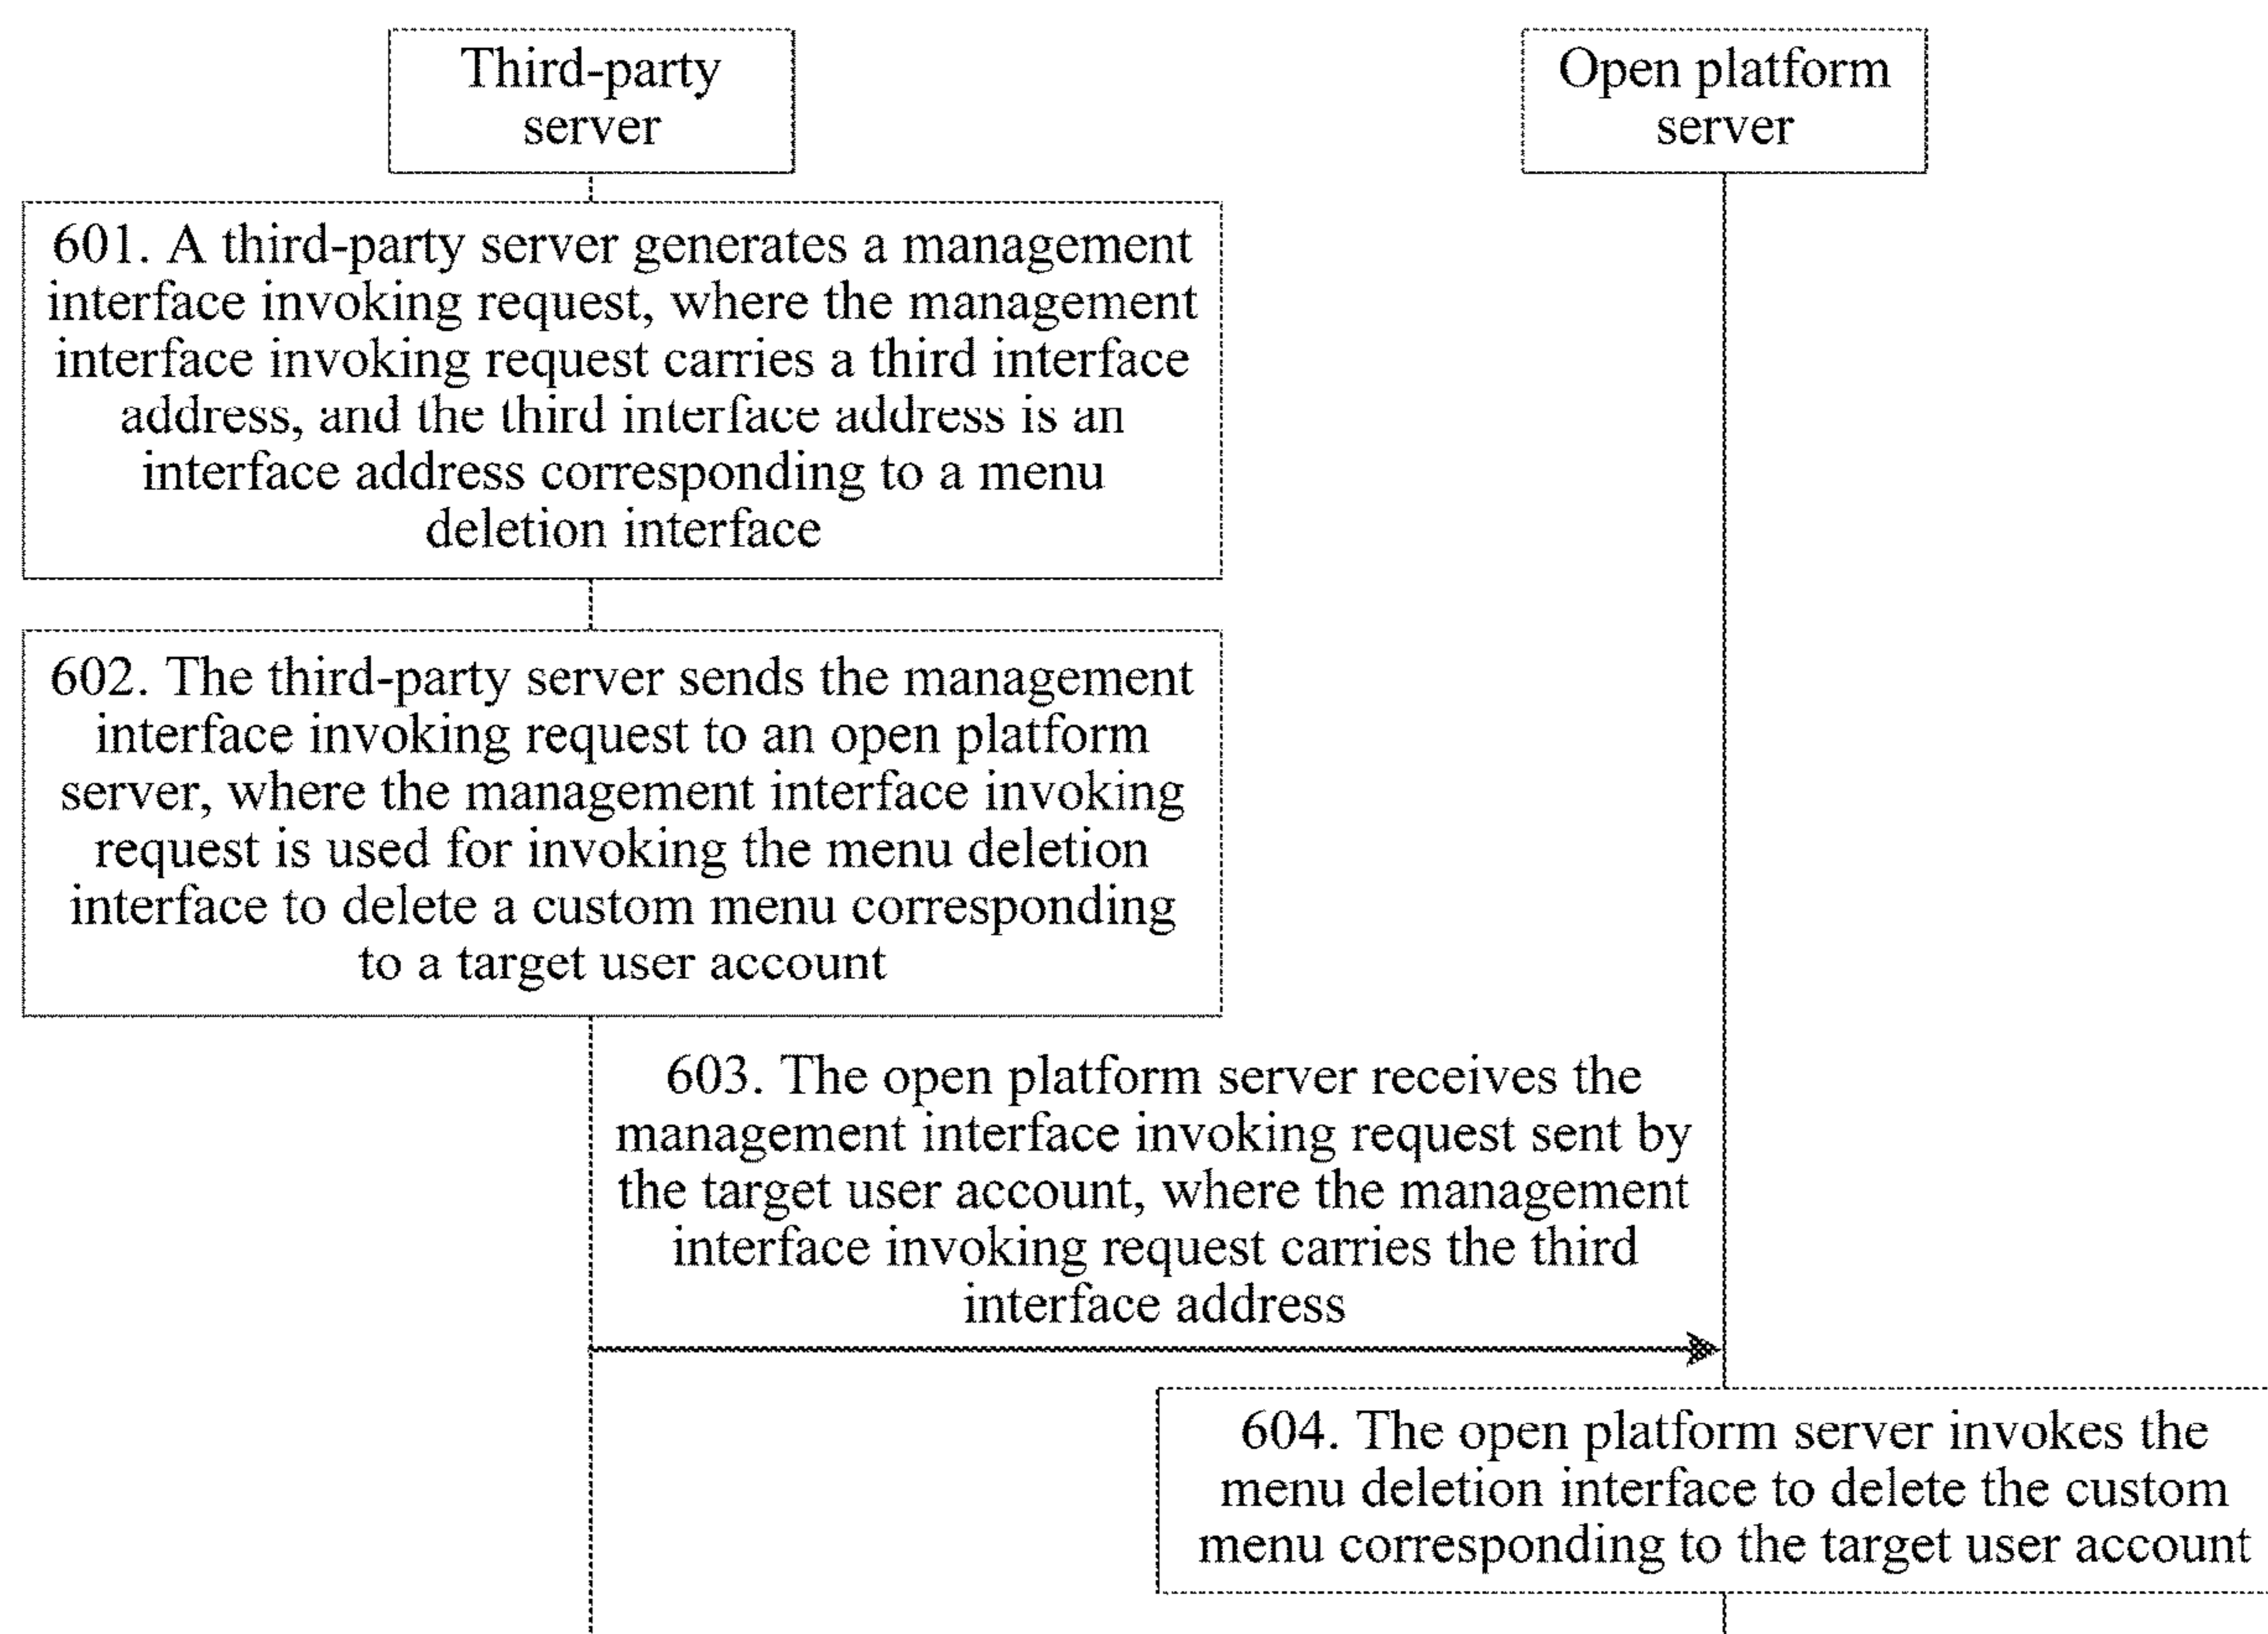 Third-party
server
Open platform
server
601. A third-party server generates a management
interface invoking request, where the management
interface invoking request carries a third interface
address, and the third interface address is an
interface address corresponding to a menu
deletion interface
602. The third-party server sends the management
interface invoking request to an open platform
server, where the management interface invoking
request is used for invoking the menu deletion
interface to delete a custom menu corresponding
to a target user account
603. The open platform server receives the
management interface invoking request sent by
the target user account, where the management
interface invoking request carries the third
interface address
604. The open platform server invokes the
menu deletion interface to delete the custom
menu corresponding to the target user account